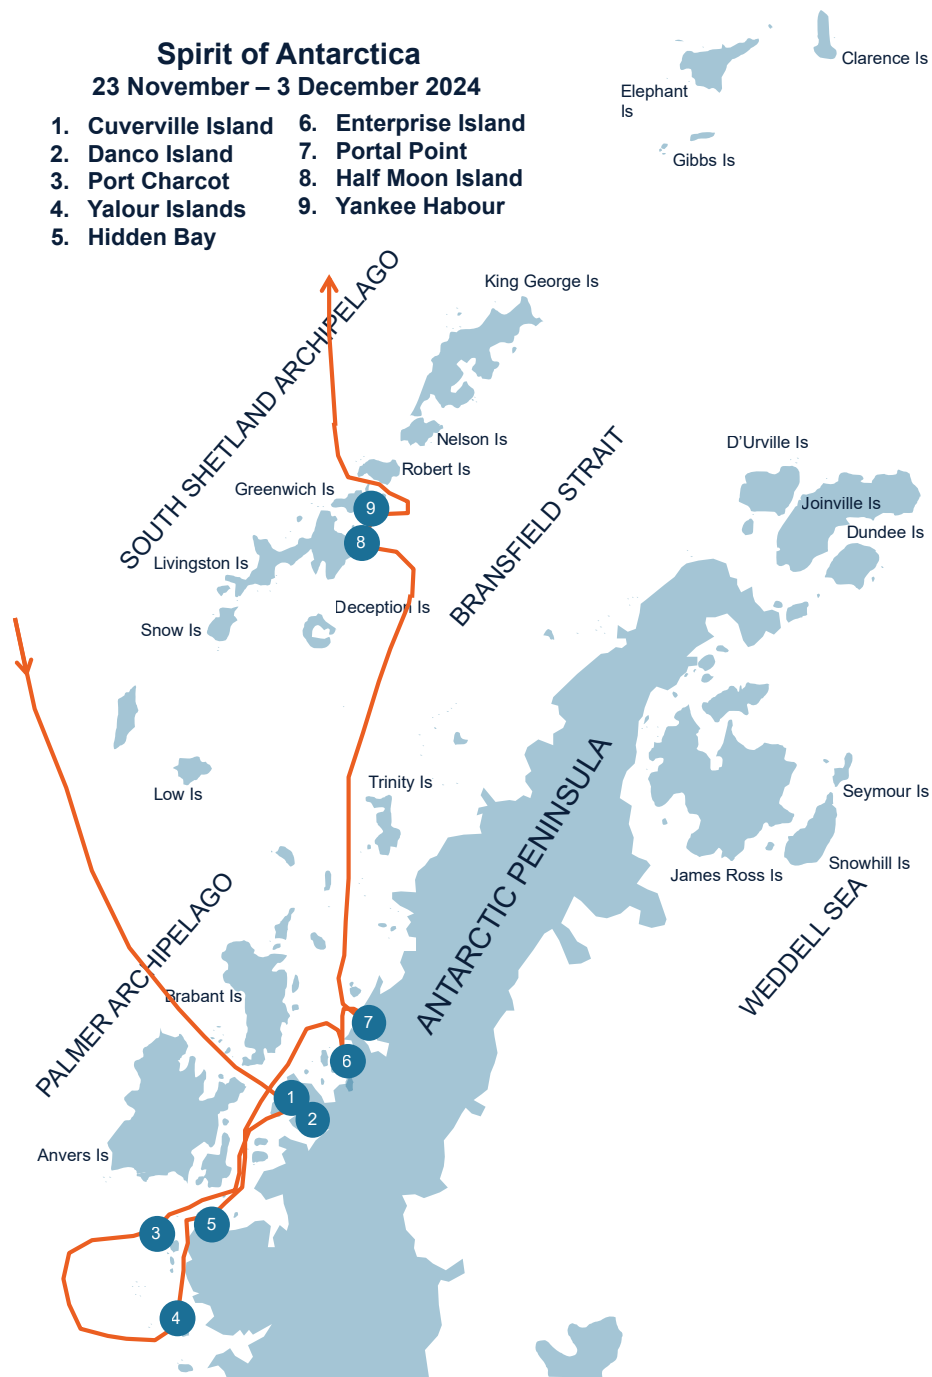 Spirit of Antarctica
23 November – 3 December 2024
1. Cuverville Island
2. Danco Island
3. Port Charcot
4. Yalour Islands
5. Hidden Bay
6. Enterprise Island
7. Portal Point
8. Half Moon Island
9. Yankee Habour
Clarence Is
Elephant
Is
Gibbs Is
King George Is
SOUTH SHETLAND ARCHIPELAGO
Nelson Is
Robert Is
Greenwich Is
9
8
Livingston Is
Deception Is
Snow Is
BRANSFIELD STRAIT
D'Urville Is
Joinville Is
Dundee Is
Low Is
Trinity Is
ANTARCTIC PENINSULA
Seymour Is
Snowhill Is
James Ross Is
WEDDELL SEA
PALMER ARCHIPELAGO
Brabant Is
7
6
1
2
Anvers Is
5
3
4